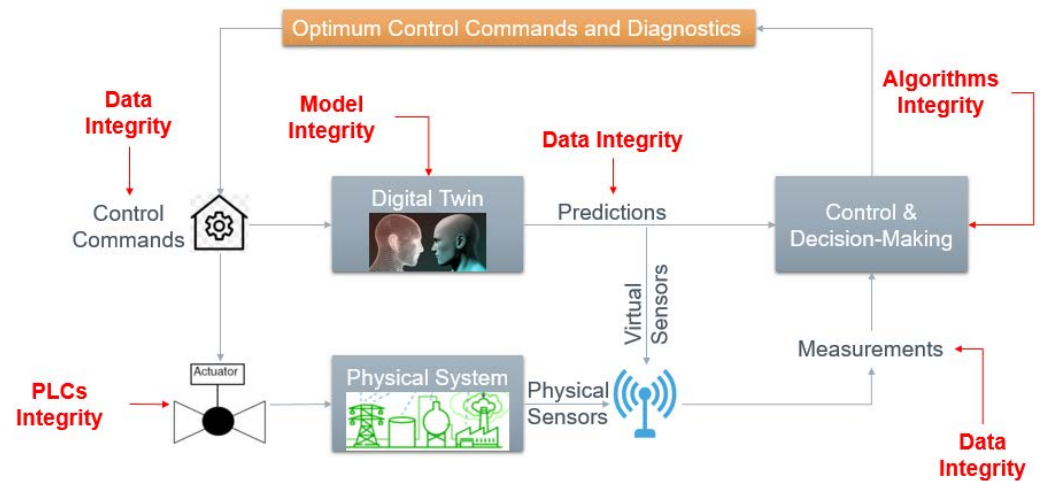 Optimum Control Commands and Diagnostics
Data
Integrity
Model
Integrity
Data Integrity
Algorithms
Integrity
Control
Commands
Digital Twin
Predictions
Control &
Decision-Making
Virtual
Sensors
Measurements
PLCs
Integrity
Actuator
Physical System
Physical
Sensors
Data
Integrity